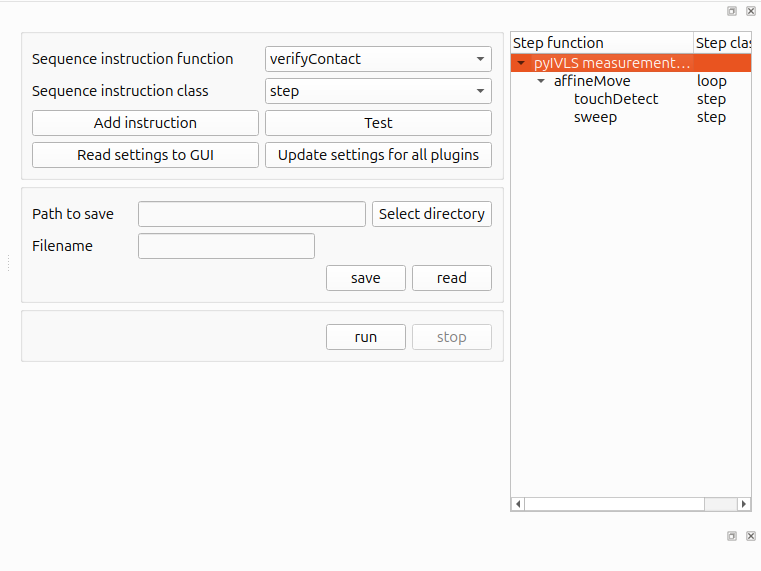 Sequence instruction function verifyContact
Sequence instruction class step
Add instruction Test
Read settings to GUI Update settings for all plugins
Path to save Select directory
Filename
save read
run stop
Step function Step clas
pyIVLS measurement…
affineMove loop
touchDetect step
sweep step